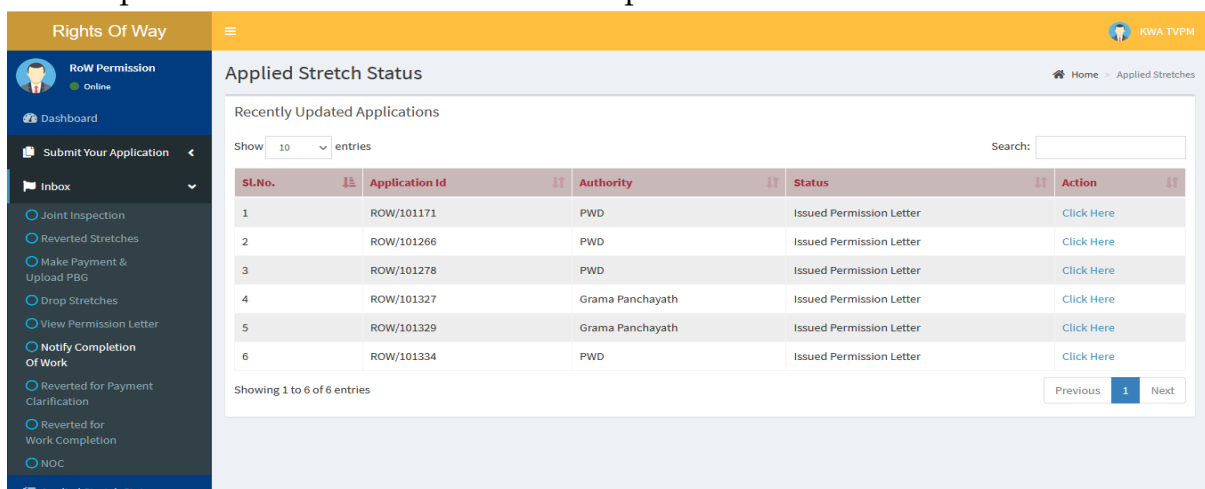 Rights Of Way
KWA TVPM
RoW Permission
Online
Dashboard
Submit Your Application
Inbox
Joint Inspection
Reverted Stretches
Make Payment &
Upload PBG
Drop Stretches
View Permission Letter
Notify Completion
Of Work
Reverted for Payment
Clarification
Reverted for
Work Completion
NOC
Applied Stretch Status
Home > Applied Stretches
Recently Updated Applications
Show 10 entries
Search:
Sl.No. Application Id Authority Status Action
1 ROW/101171 PWD Issued Permission Letter Click Here
2 ROW/101266 PWD Issued Permission Letter Click Here
3 ROW/101278 PWD Issued Permission Letter Click Here
4 ROW/101327 Grama Panchayath Issued Permission Letter Click Here
5 ROW/101329 Grama Panchayath Issued Permission Letter Click Here
6 ROW/101334 PWD Issued Permission Letter Click Here
Showing 1 to 6 of 6 entries
Previous 1 Next